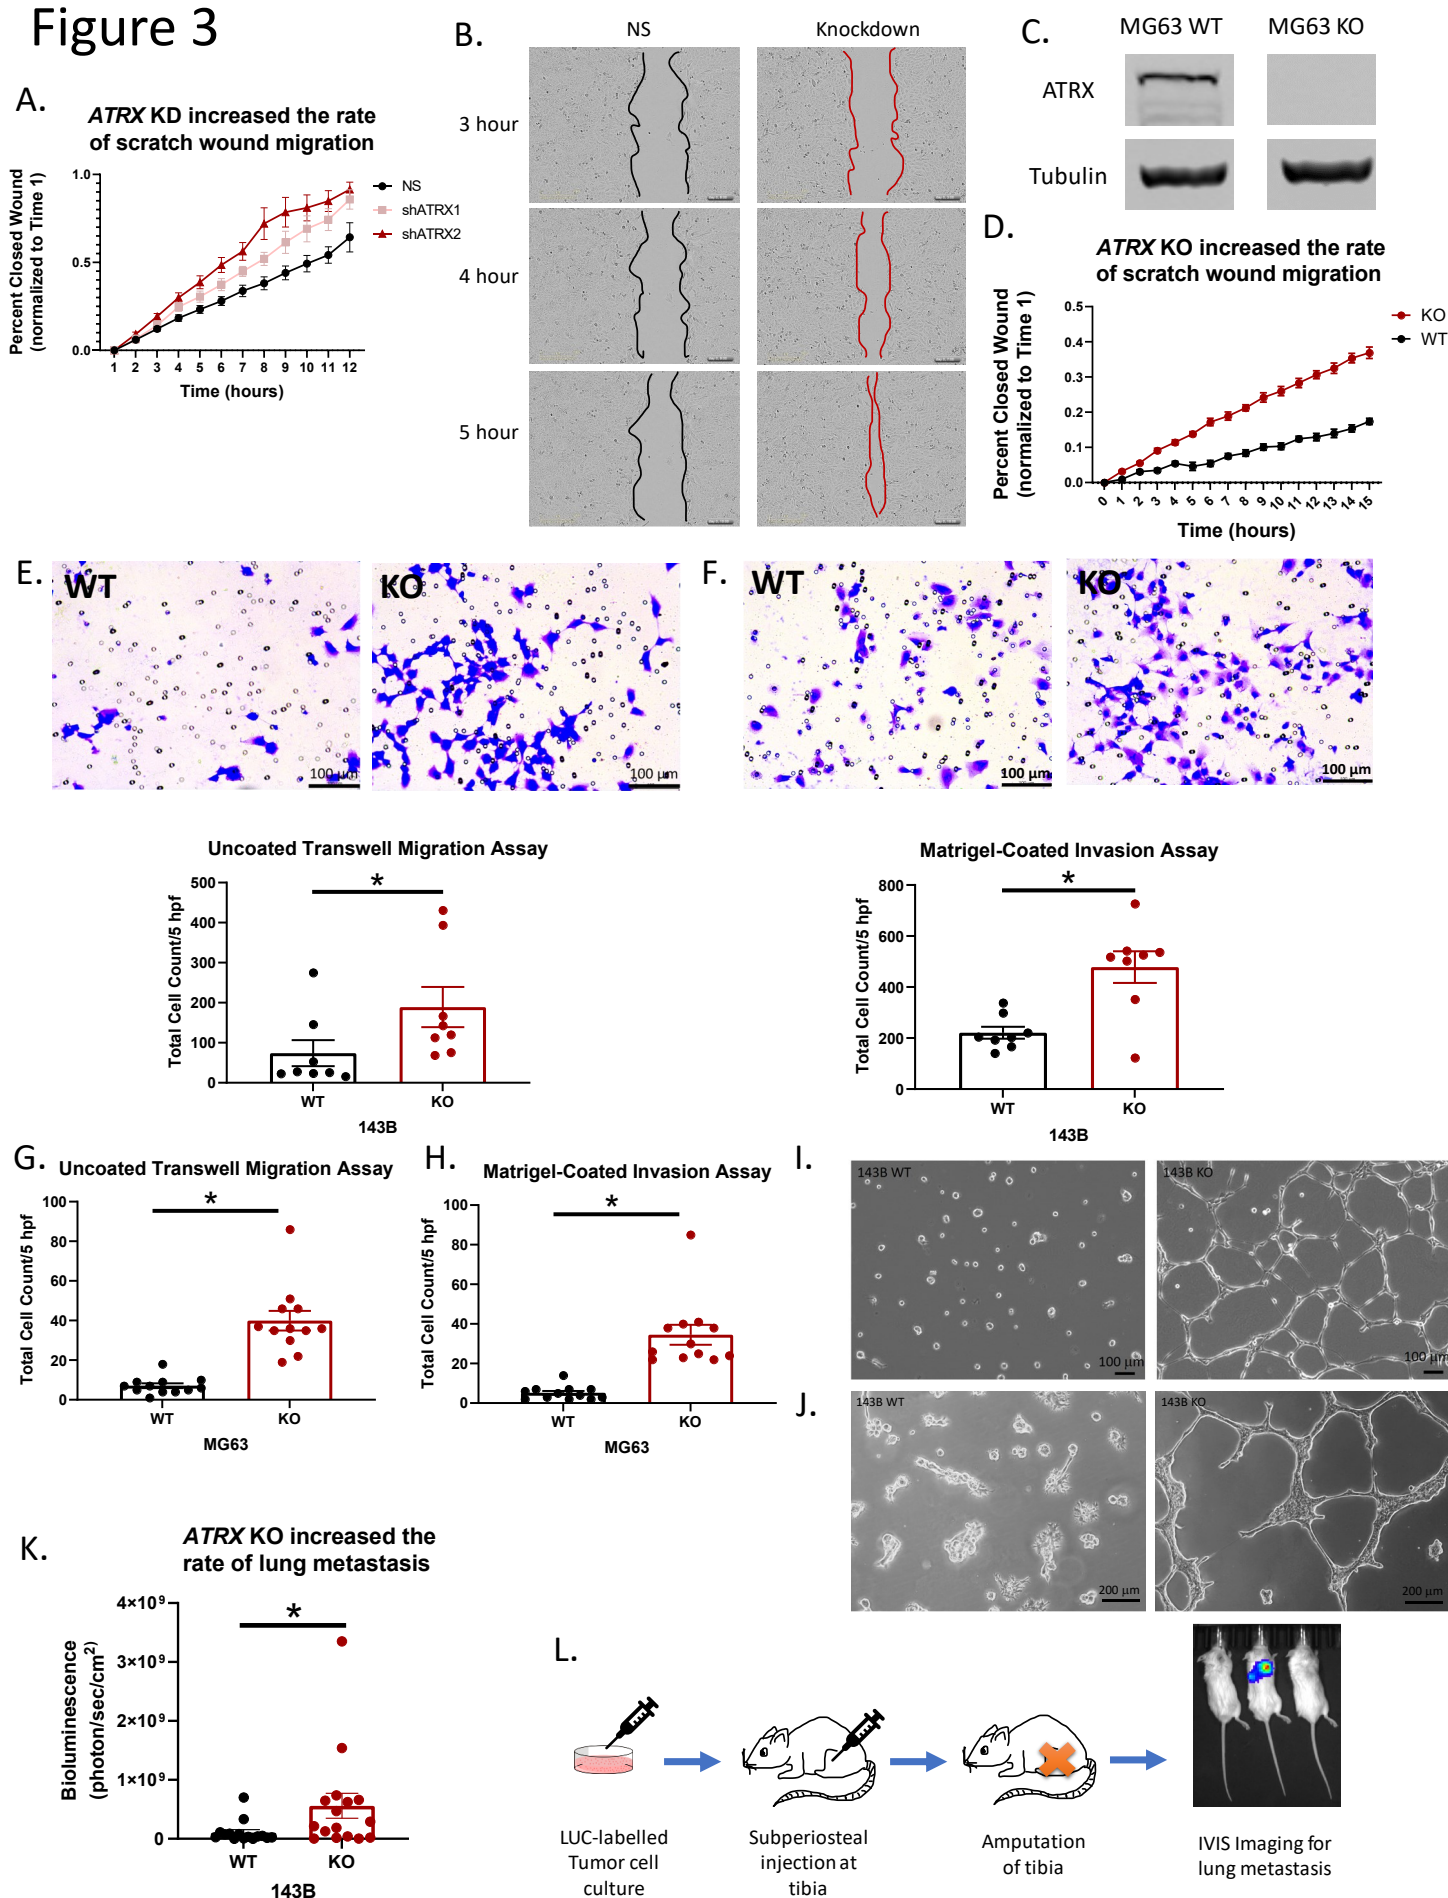 Figure 3
A.
ATRX KD increased the rate
of scratch wound migration
Percent Closed Wound
(normalized to Time 1)
1.0
0.5
0.0
1 2 3 4 5 6 7 8 9 10 11 12
Time (hours)
NS
shATRX1
shATRX2
B.
NS
Knockdown
3 hour
4 hour
5 hour
C.
MG63 WT
MG63 KO
ATRX
Tubulin
D.
ATRX KO increased the rate
of scratch wound migration
Percent Closed Wound
(normalized to Time 1)
0.5
0.4
0.3
0.2
0.1
0.0
0 1 2 3 4 5 6 7 8 9 10 11 12 13 14 15
Time (hours)
KO
WT
E.
WT
100 μm
KO
100 μm
Uncoated Transwell Migration Assay
*
Total Cell Count/5 hpf
500
400
300
200
100
0
WT
KO
143B
F.
WT
100 μm
KO
100 μm
Matrigel-Coated Invasion Assay
*
Total Cell Count/5 hpf
800
600
400
200
0
WT
KO
143B
G.
Uncoated Transwell Migration Assay
*
Total Cell Count/5 hpf
100
80
60
40
20
0
WT
KO
MG63
H.
Matrigel-Coated Invasion Assay
*
Total Cell Count/5 hpf
100
80
60
40
20
0
WT
KO
MG63
I.
143B WT
100 μm
143B KO
100 μm
J.
143B WT
200 μm
143B KO
200 μm
K.
ATRX KO increased the
rate of lung metastasis
*
Bioluminescence
(photon/sec/cm²)
4×10⁹
3×10⁹
2×10⁹
1×10⁹
0
WT
KO
143B
L.
LUC-labelled
Tumor cell
culture
Subperiosteal
injection at
tibia
Amputation
of tibia
IVIS Imaging for
lung metastasis